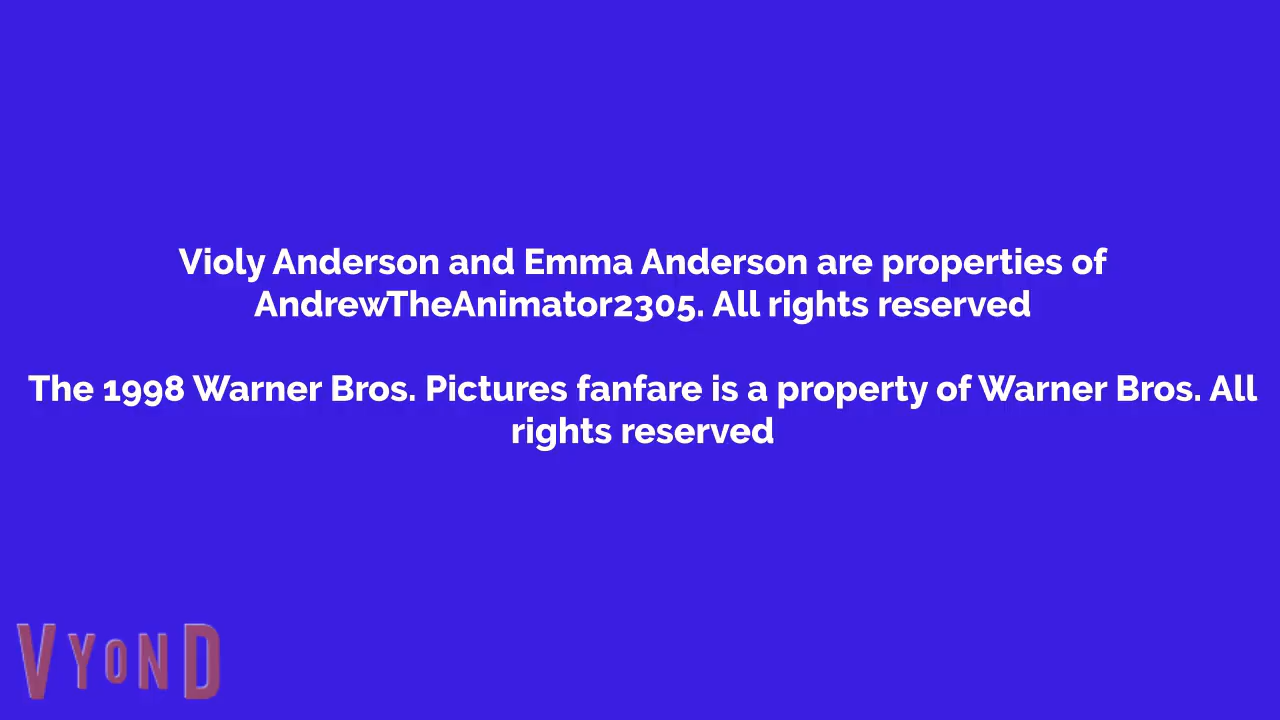 Violy Anderson and Emma Anderson are properties of
AndrewTheAnimator2305. All rights reserved
The 1998 Warner Bros. Pictures fanfare is a property of Warner Bros. All
rights reserved
VYOND